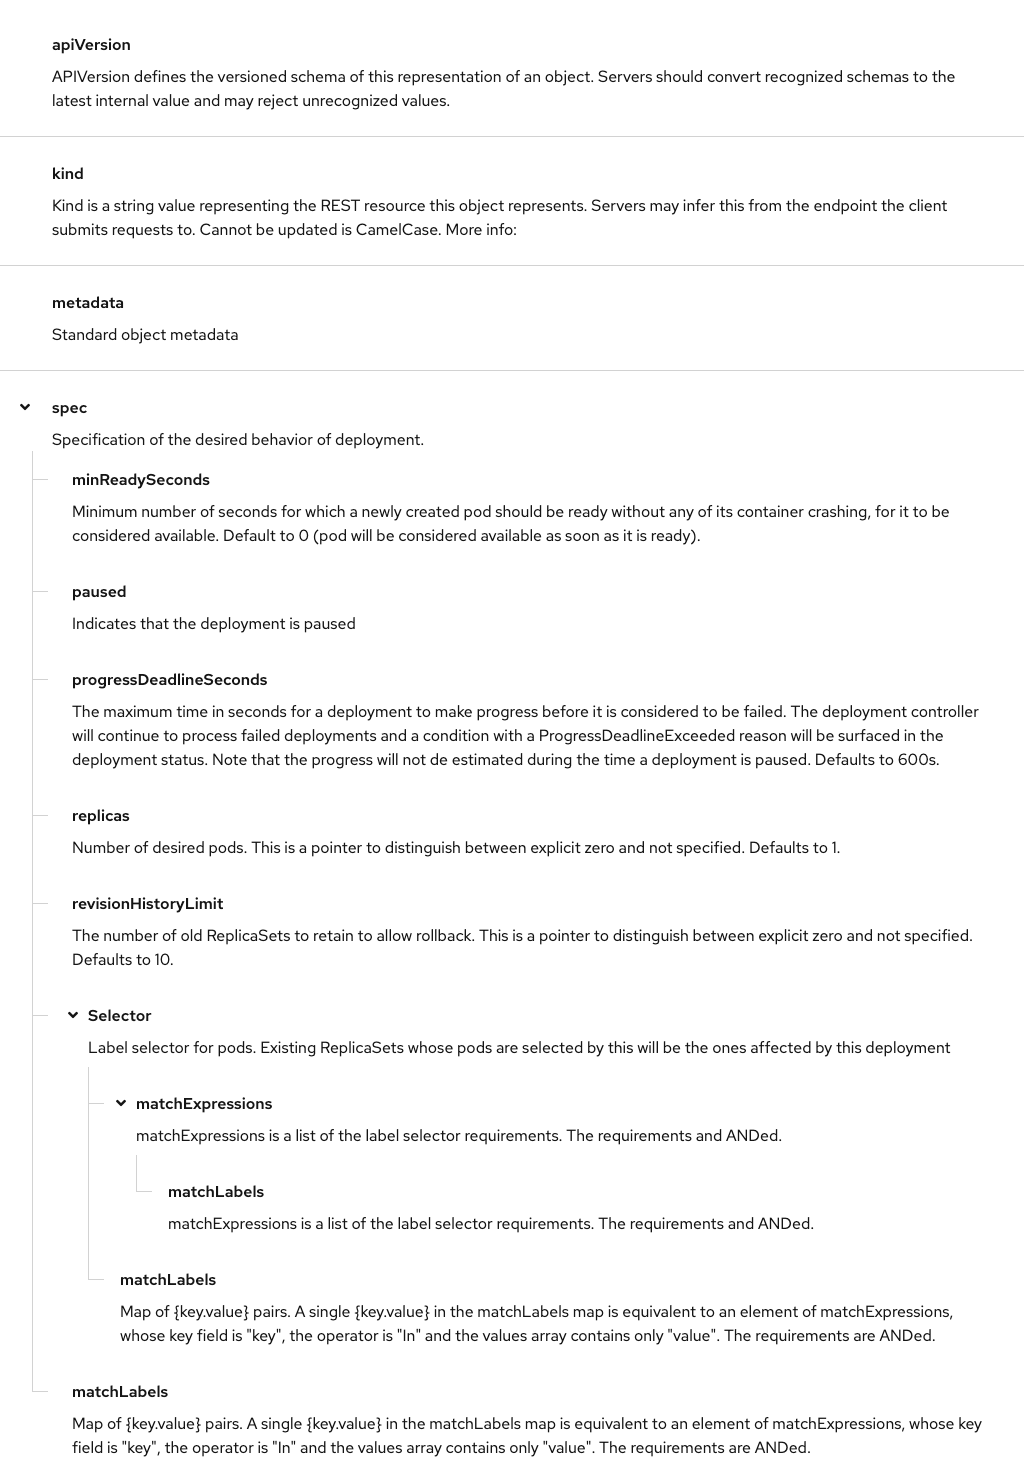 apiVersion
APIVersion defines the versioned schema of this representation of an object. Servers should convert recognized schemas to the
latest internal value and may reject unrecognized values.
kind
Kind is a string value representing the REST resource this object represents. Servers may infer this from the endpoint the client
submits requests to. Cannot be updated is CamelCase. More info:
metadata
Standard object metadata
spec
Specification of the desired behavior of deployment.
minReadySeconds
Minimum number of seconds for which a newly created pod should be ready without any of its container crashing, for it to be
considered available. Default to 0 (pod will be considered available as soon as it is ready).
paused
Indicates that the deployment is paused
progressDeadlineSeconds
The maximum time in seconds for a deployment to make progress before it is considered to be failed. The deployment controller
will continue to process failed deployments and a condition with a ProgressDeadlineExceeded reason will be surfaced in the
deployment status. Note that the progress will not de estimated during the time a deployment is paused. Defaults to 600s.
replicas
Number of desired pods. This is a pointer to distinguish between explicit zero and not specified. Defaults to 1.
revisionHistoryLimit
The number of old ReplicaSets to retain to allow rollback. This is a pointer to distinguish between explicit zero and not specified.
Defaults to 10.
Selector
Label selector for pods. Existing ReplicaSets whose pods are selected by this will be the ones affected by this deployment
matchExpressions
matchExpressions is a list of the label selector requirements. The requirements and ANDed.
matchLabels
matchExpressions is a list of the label selector requirements. The requirements and ANDed.
matchLabels
Map of {key.value} pairs. A single {key.value} in the matchLabels map is equivalent to an element of matchExpressions,
whose key field is "key", the operator is "In" and the values array contains only "value". The requirements are ANDed.
matchLabels
Map of {key.value} pairs. A single {key.value} in the matchLabels map is equivalent to an element of matchExpressions, whose key
field is "key", the operator is "In" and the values array contains only "value". The requirements are ANDed.